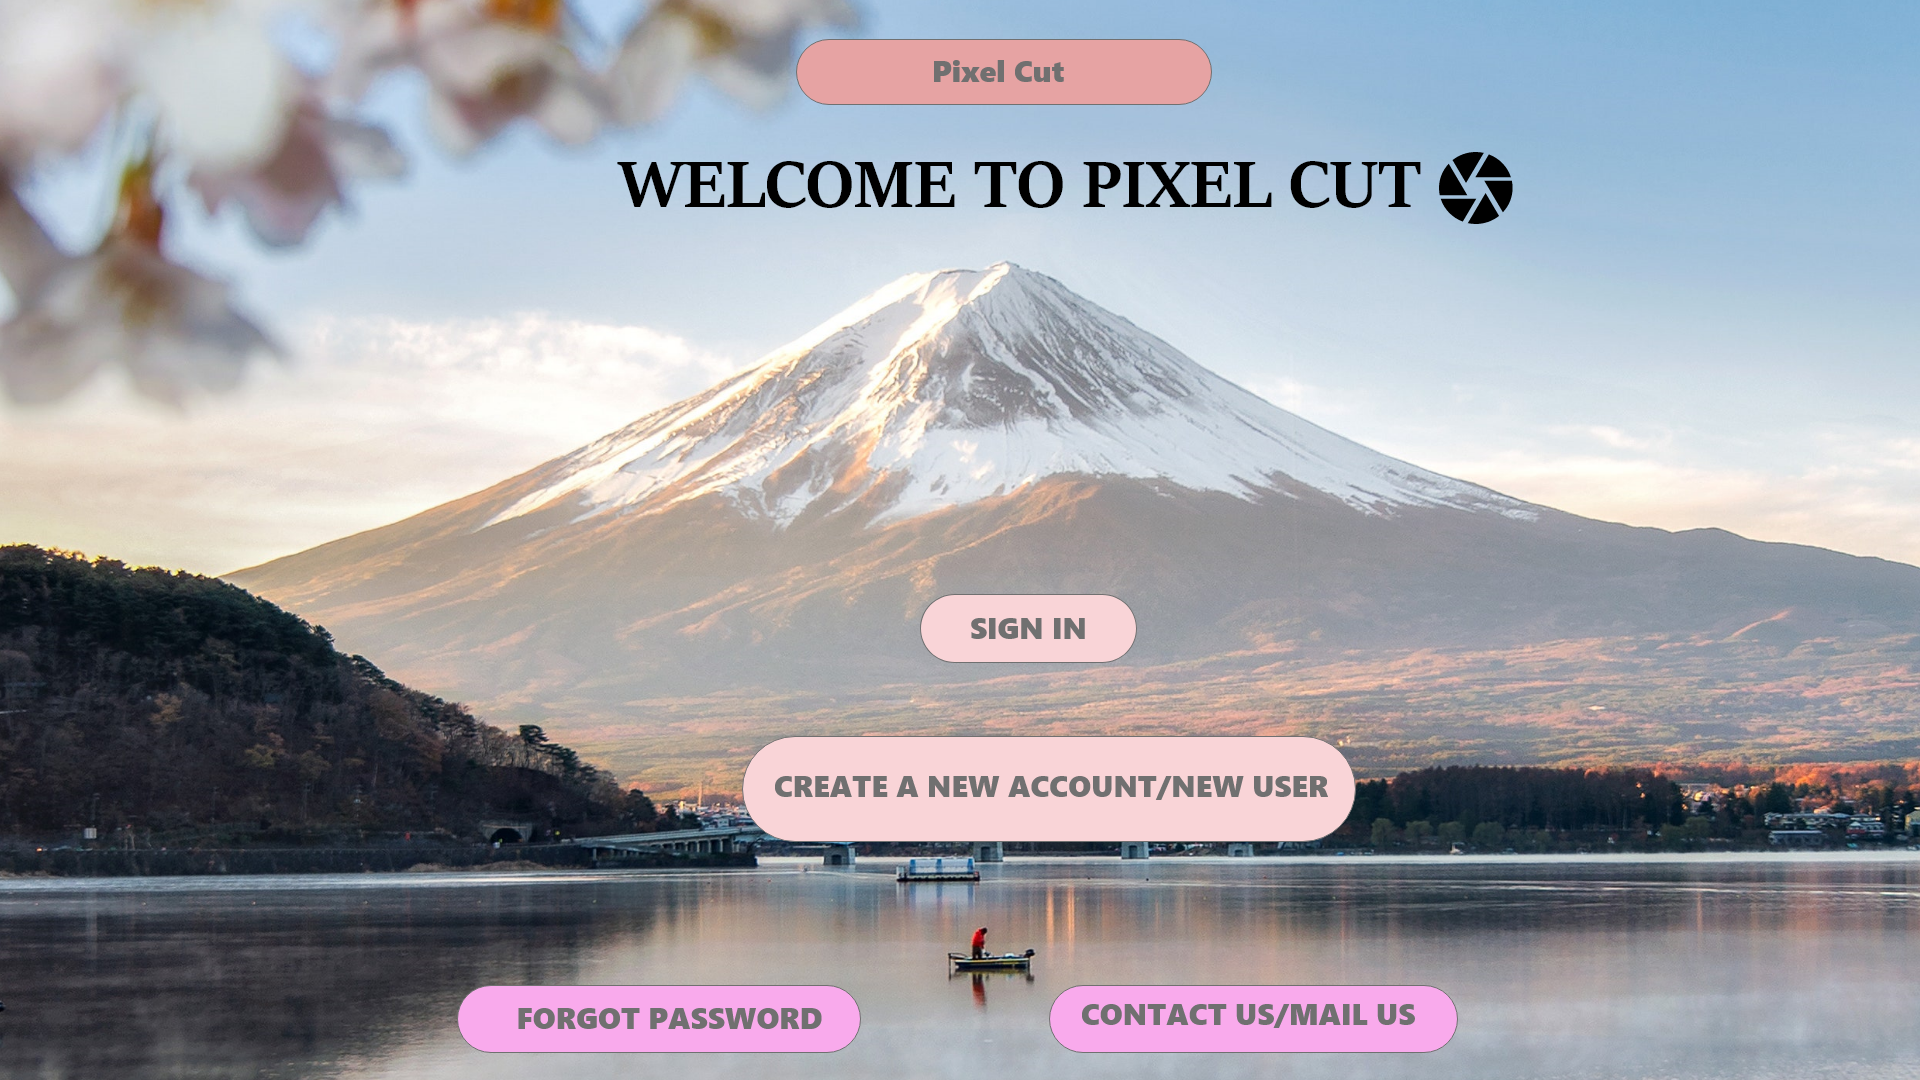 Pixel Cut
WELCOME TO PIXEL CUT
SIGN IN
CREATE A NEW ACCOUNT/NEW USER
FORGOT PASSWORD
CONTACT US/MAIL US